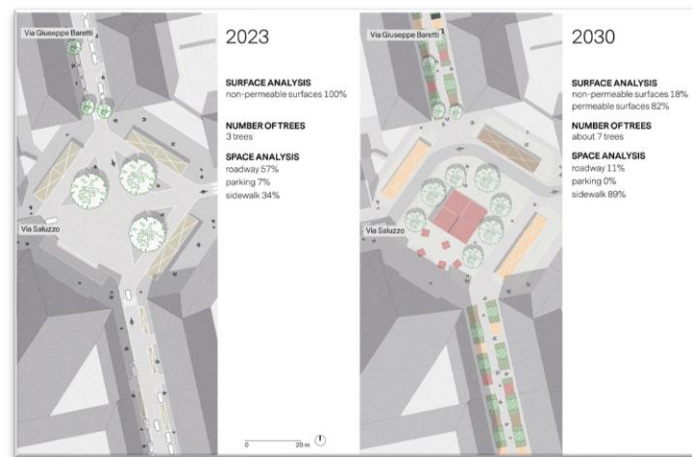 Via Giuseppe Baretti
2023
SURFACE ANALYSIS
non-permeable surfaces 100%
NUMBER OF TREES
3 trees
SPACE ANALYSIS
roadway 57%
parking 7%
sidewalk 34%
Via Saluzzo
0 20 m
Via Giuseppe Baretti
2030
SURFACE ANALYSIS
non-permeable surfaces 18%
permeable surfaces 82%
NUMBER OF TREES
about 7 trees
SPACE ANALYSIS
roadway 11%
parking 0%
sidewalk 89%
Via Saluzzo